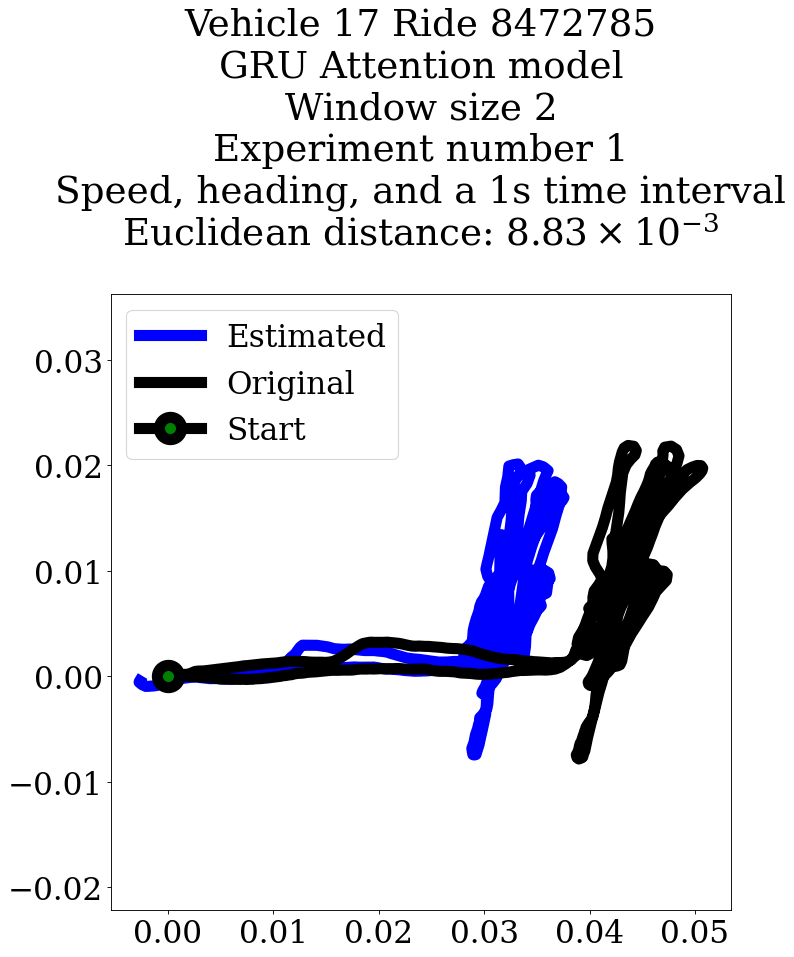 Vehicle 17 Ride 8472785
GRU Attention model
Window size 2
Experiment number 1
Speed, heading, and a 1s time interval
Euclidean distance: 8.83 × 10⁻³
Estimated
Original
Start
0.03
0.02
0.01
0.00
−0.01
−0.02
0.00 0.01 0.02 0.03 0.04 0.05